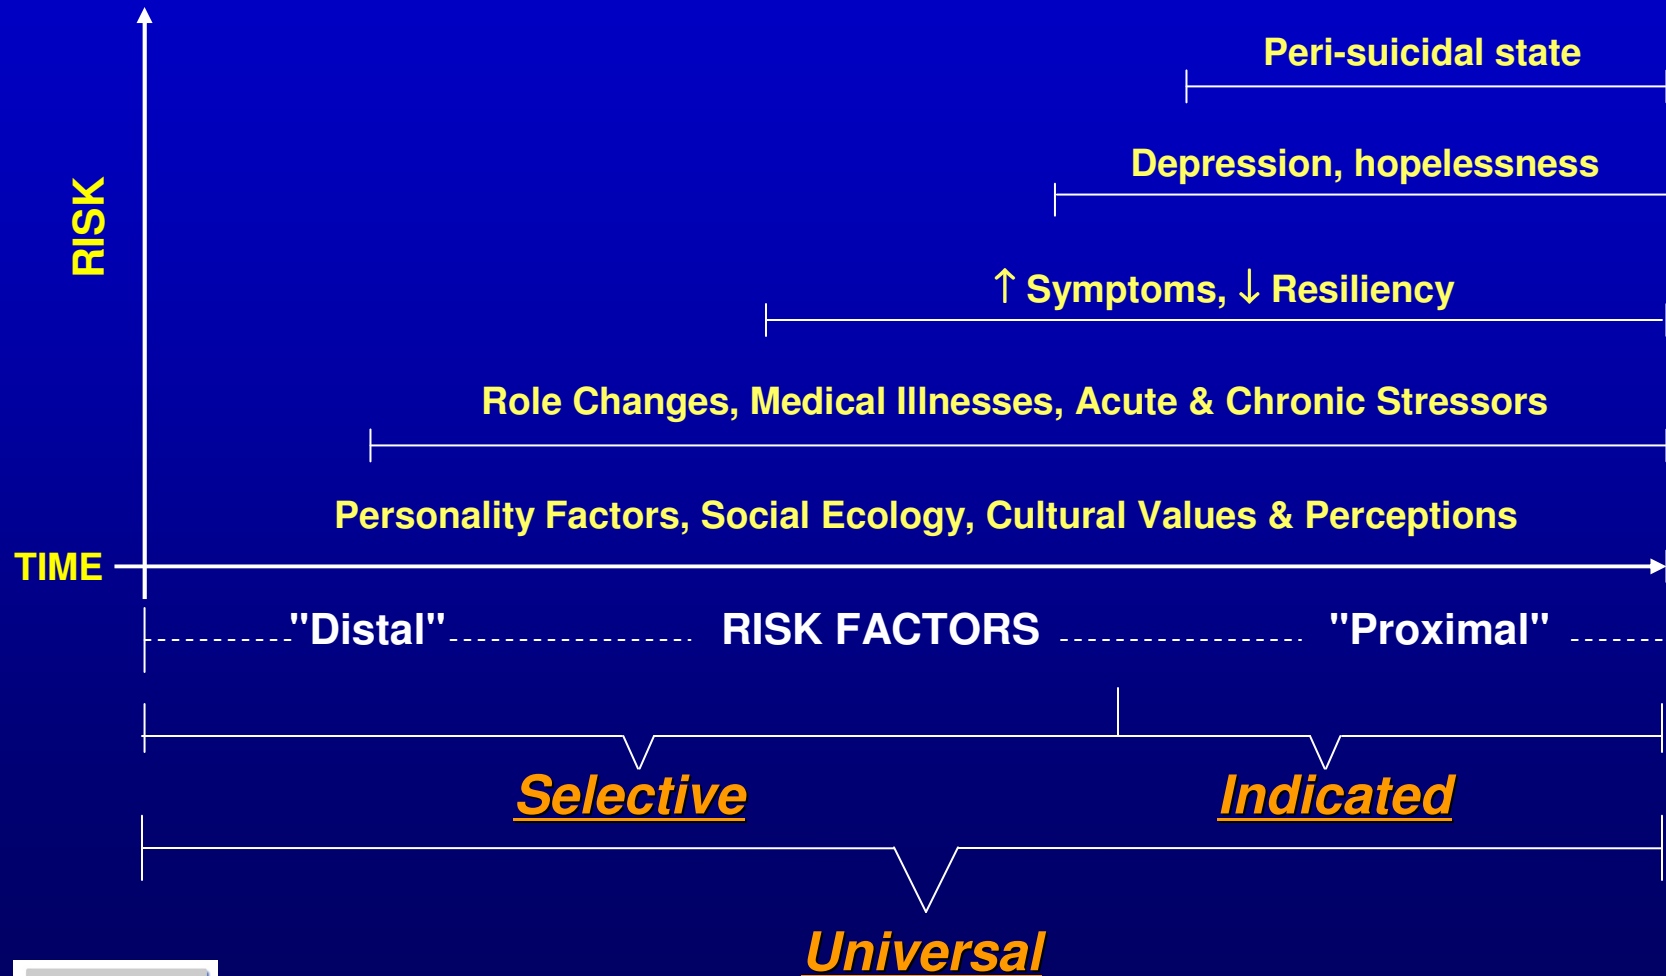 Peri-suicidal state
Depression, hopelessness
RISK
↑ Symptoms, ↓ Resiliency
Role Changes, Medical Illnesses, Acute & Chronic Stressors
Personality Factors, Social Ecology, Cultural Values & Perceptions
TIME
"Distal" RISK FACTORS "Proximal"
Selective Indicated
Universal